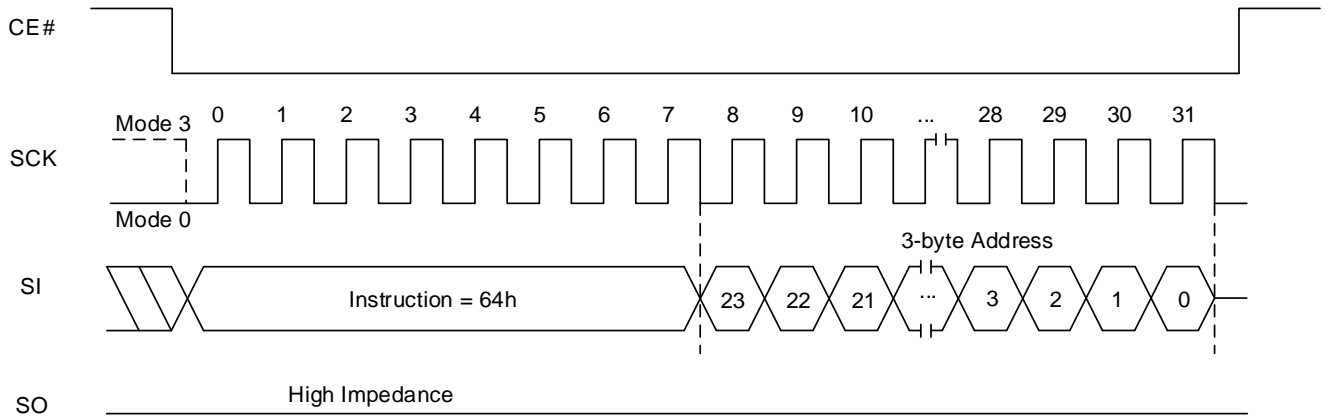 CE#
Mode 3
0 1 2 3 4 5 6 7 8 9 10 ... 28 29 30 31
SCK
Mode 0
3-byte Address
SI
Instruction = 64h
23 22 21 ... 3 2 1 0
High Impedance
SO